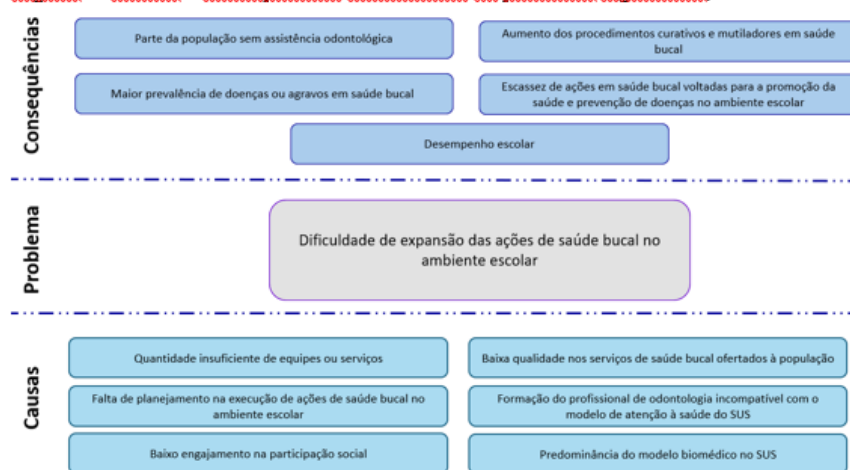 Consequências
Parte da população sem assistência odontológica
Aumento dos procedimentos curativos e mutiladores em saúde
bucal
Maior prevalência de doenças ou agravos em saúde bucal
Escassez de ações em saúde bucal voltadas para a promoção da
saúde e prevenção de doenças no ambiente escolar
Desempenho escolar
Problema
Dificuldade de expansão das ações de saúde bucal no
ambiente escolar
Causas
Quantidade insuficiente de equipes ou serviços
Baixa qualidade nos serviços de saúde bucal ofertados à população
Falta de planejamento na execução de ações de saúde bucal no
ambiente escolar
Formação do profissional de odontologia incompatível com o
modelo de atenção à saúde do SUS
Baixo engajamento na participação social
Predominância do modelo biomédico no SUS